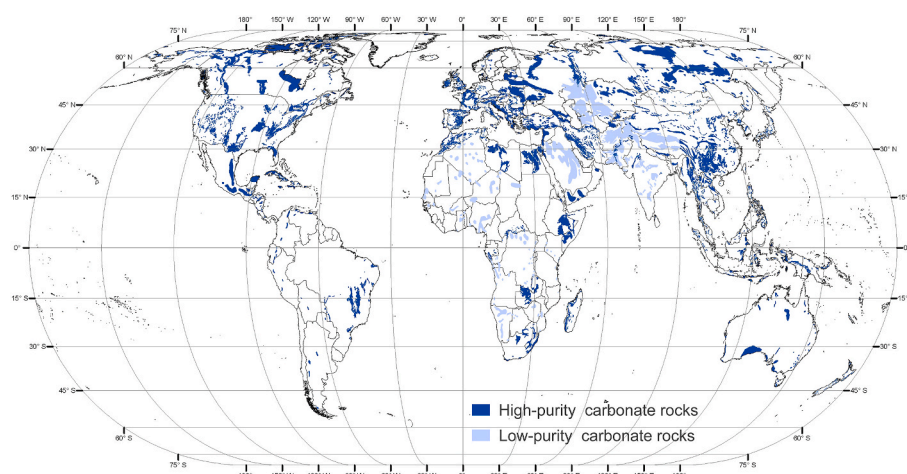 180° 150° W 120° W 90° W 60° W 30° W 0° 30° E 60° E 90° E 120° E 150° E 180°
75° N 75° N
60° N 60° N
45° N 45° N
30° N 30° N
15° N 15° N
0° 0°
15° S 15° S
30° S 30° S
45° S 45° S
High-purity carbonate rocks
Low-purity carbonate rocks
60° S 60° S
75° S 75° S